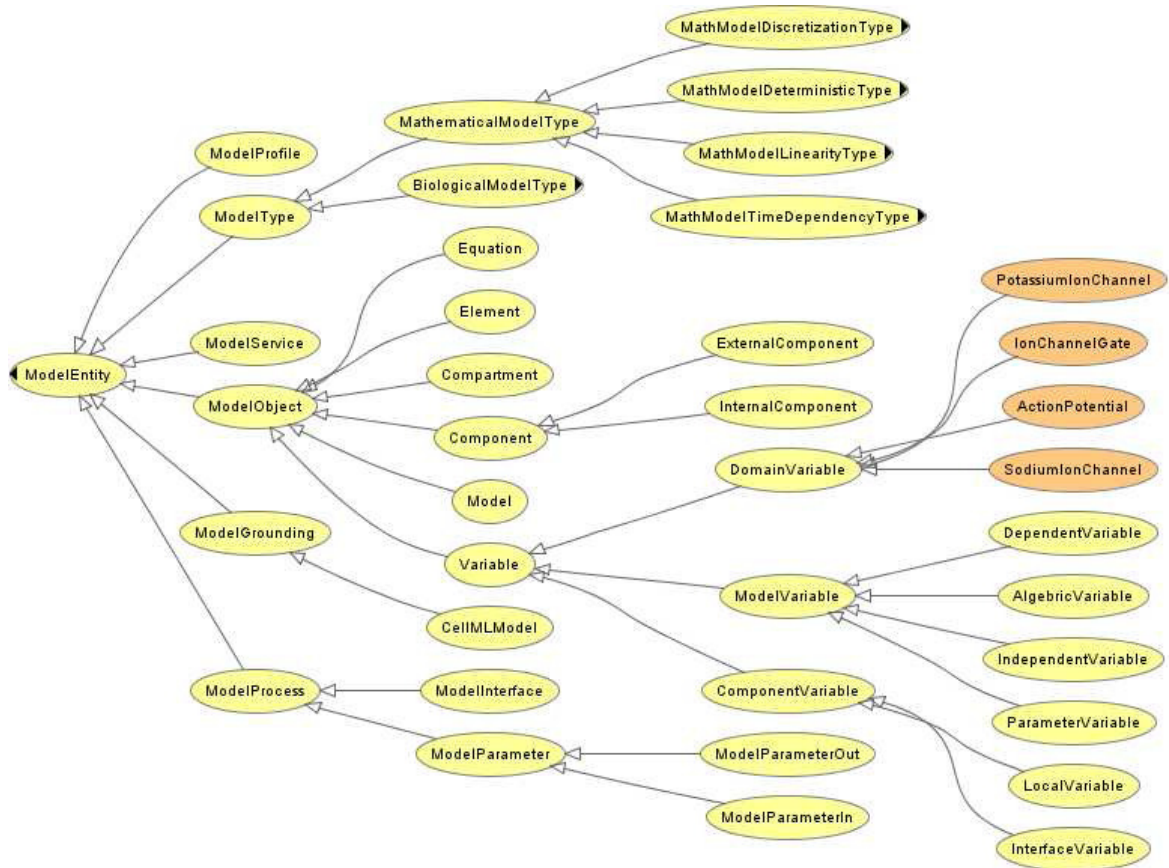 MathModelDiscretizationType
MathModelDeterministicType
MathematicalModelType
MathModelLinearityType
ModelProfile
BiologicalModelType
ModelType
MathModelTimeDependencyType
Equation
PotassiumIonChannel
Element
ModelService
ExternalComponent
IonChannelGate
ModelEntity
Compartment
ModelObject
InternalComponent
ActionPotential
Component
DomainVariable
SodiumIonChannel
Model
ModelGrounding
DependentVariable
Variable
ModelVariable
AlgebricVariable
CellMLModel
IndependentVariable
ModelProcess
ModelInterface
ComponentVariable
ParameterVariable
ModelParameter
ModelParameterOut
LocalVariable
ModelParameterIn
InterfaceVariable